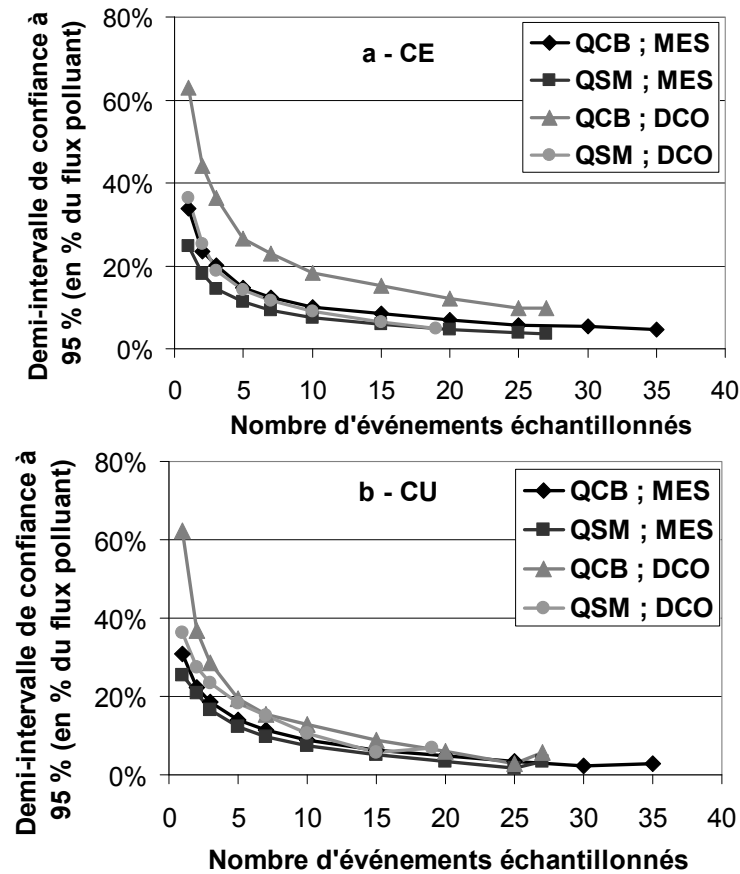 Demi-intervalle de confiance à
95 % (en % du flux polluant)
80%
60%
40%
20%
0%
a - CE
QCB ; MES
QSM ; MES
QCB ; DCO
QSM ; DCO
0 5 10 15 20 25 30 35 40
Nombre d'événements échantillonnés
Demi-intervalle de confiance à
95 % (en % du flux polluant)
80%
60%
40%
20%
0%
b - CU
QCB ; MES
QSM ; MES
QCB ; DCO
QSM ; DCO
0 5 10 15 20 25 30 35 40
Nombre d'événements échantillonnés